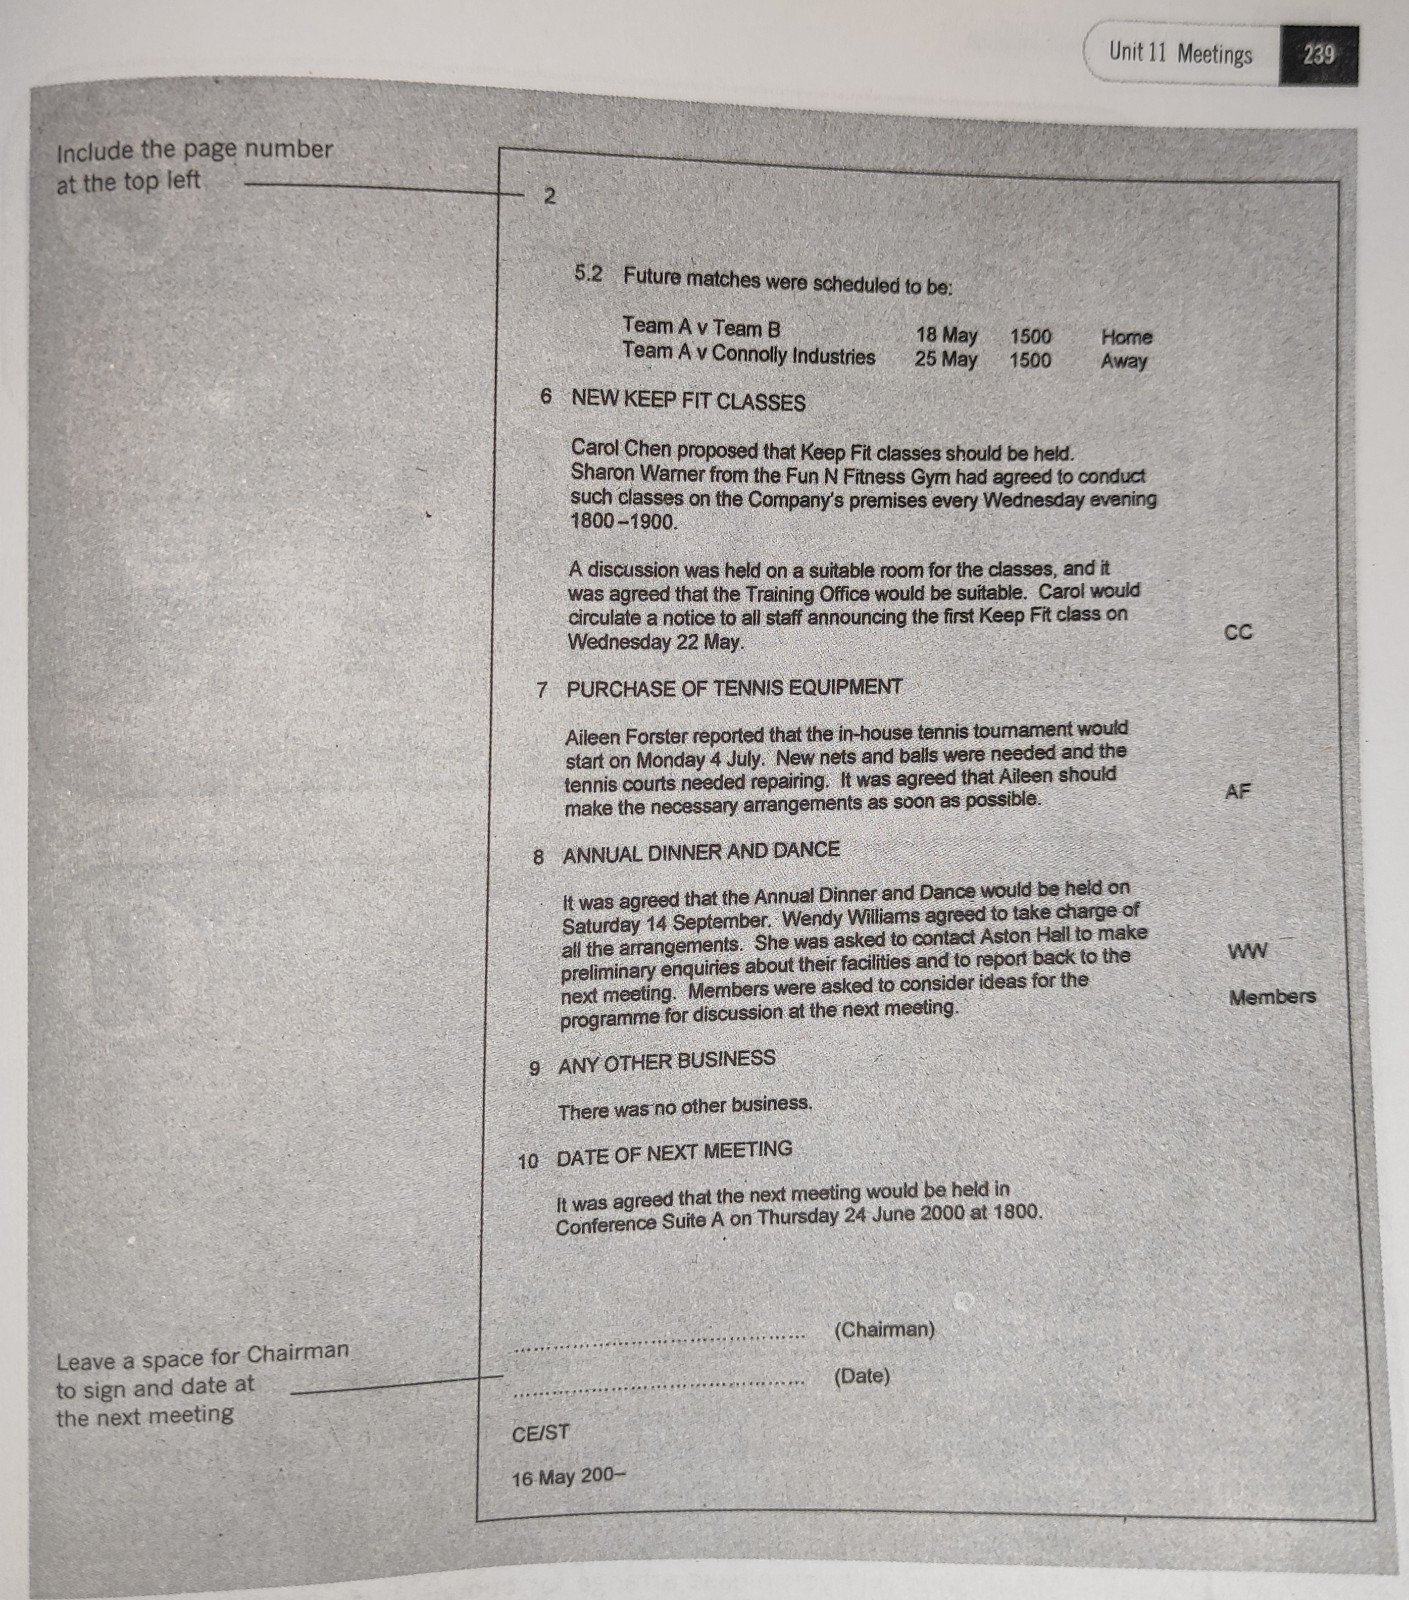 Unit 11 Meetings 239
Include the page number
at the top left
2
5.2 Future matches were scheduled to be:
Team A v Team B 18 May 1500 Home
Team A v Connolly Industries 25 May 1500 Away
6 NEW KEEP FIT CLASSES
Carol Chen proposed that Keep Fit classes should be held.
Sharon Warner from the Fun N Fitness Gym had agreed to conduct
such classes on the Company's premises every Wednesday evening
1800–1900.
A discussion was held on a suitable room for the classes, and it
was agreed that the Training Office would be suitable. Carol would
circulate a notice to all staff announcing the first Keep Fit class on
Wednesday 22 May.
CC
7 PURCHASE OF TENNIS EQUIPMENT
Aileen Forster reported that the in-house tennis tournament would
start on Monday 4 July. New nets and balls were needed and the
tennis courts needed repairing. It was agreed that Aileen should
make the necessary arrangements as soon as possible.
AF
8 ANNUAL DINNER AND DANCE
It was agreed that the Annual Dinner and Dance would be held on
Saturday 14 September. Wendy Williams agreed to take charge of
all the arrangements. She was asked to contact Aston Hall to make
preliminary enquiries about their facilities and to report back to the
next meeting. Members were asked to consider ideas for the
programme for discussion at the next meeting.
WW
Members
9 ANY OTHER BUSINESS
There was no other business.
10 DATE OF NEXT MEETING
It was agreed that the next meeting would be held in
Conference Suite A on Thursday 24 June 2000 at 1800.
(Chairman)
(Date)
Leave a space for Chairman
to sign and date at
the next meeting
CE/ST
16 May 200–